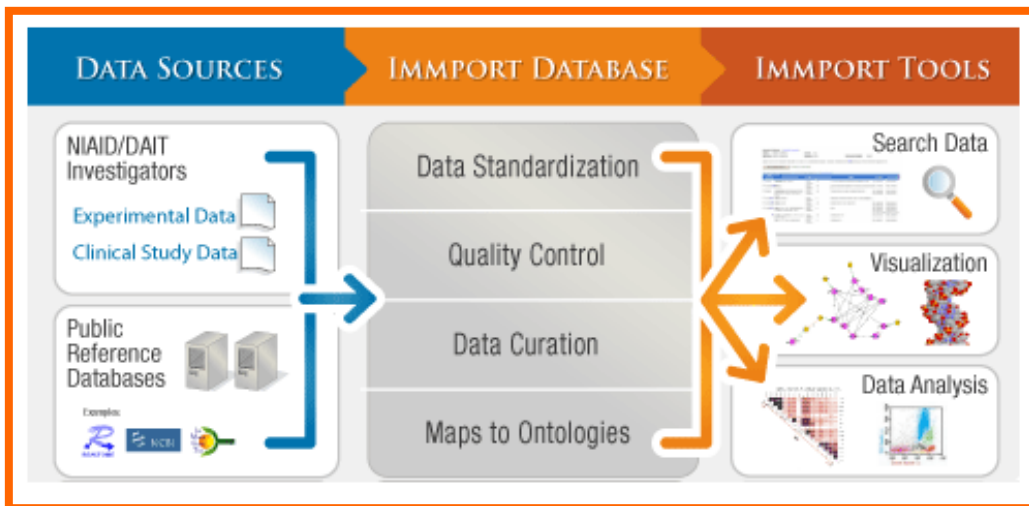 DATA SOURCES
IMMPORT DATABASE
IMMPORT TOOLS
NIAID/DAIT
Investigators
Experimental Data
Clinical Study Data
Public
Reference
Databases
Examples:
NCBI
Data Standardization
Quality Control
Data Curation
Maps to Ontologies
Search Data
Visualization
Data Analysis